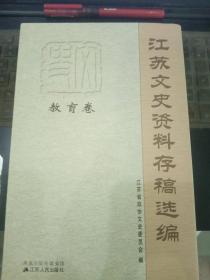 江苏文史资料存稿选编
教育卷
江苏省政协文史委员会 编
江苏人民出版社